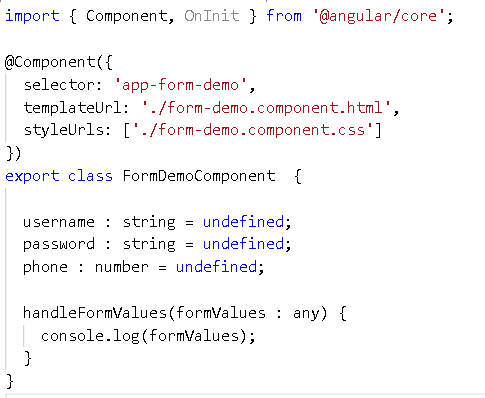 import { Component, OnInit } from '@angular/core';
@Component({
selector: 'app-form-demo',
templateUrl: './form-demo.component.html',
styleUrls: ['./form-demo.component.css']
})
export class FormDemoComponent  {
username : string = undefined;
password : string = undefined;
phone : number = undefined;
handleFormValues(formValues : any) {
console.log(formValues);
}
}